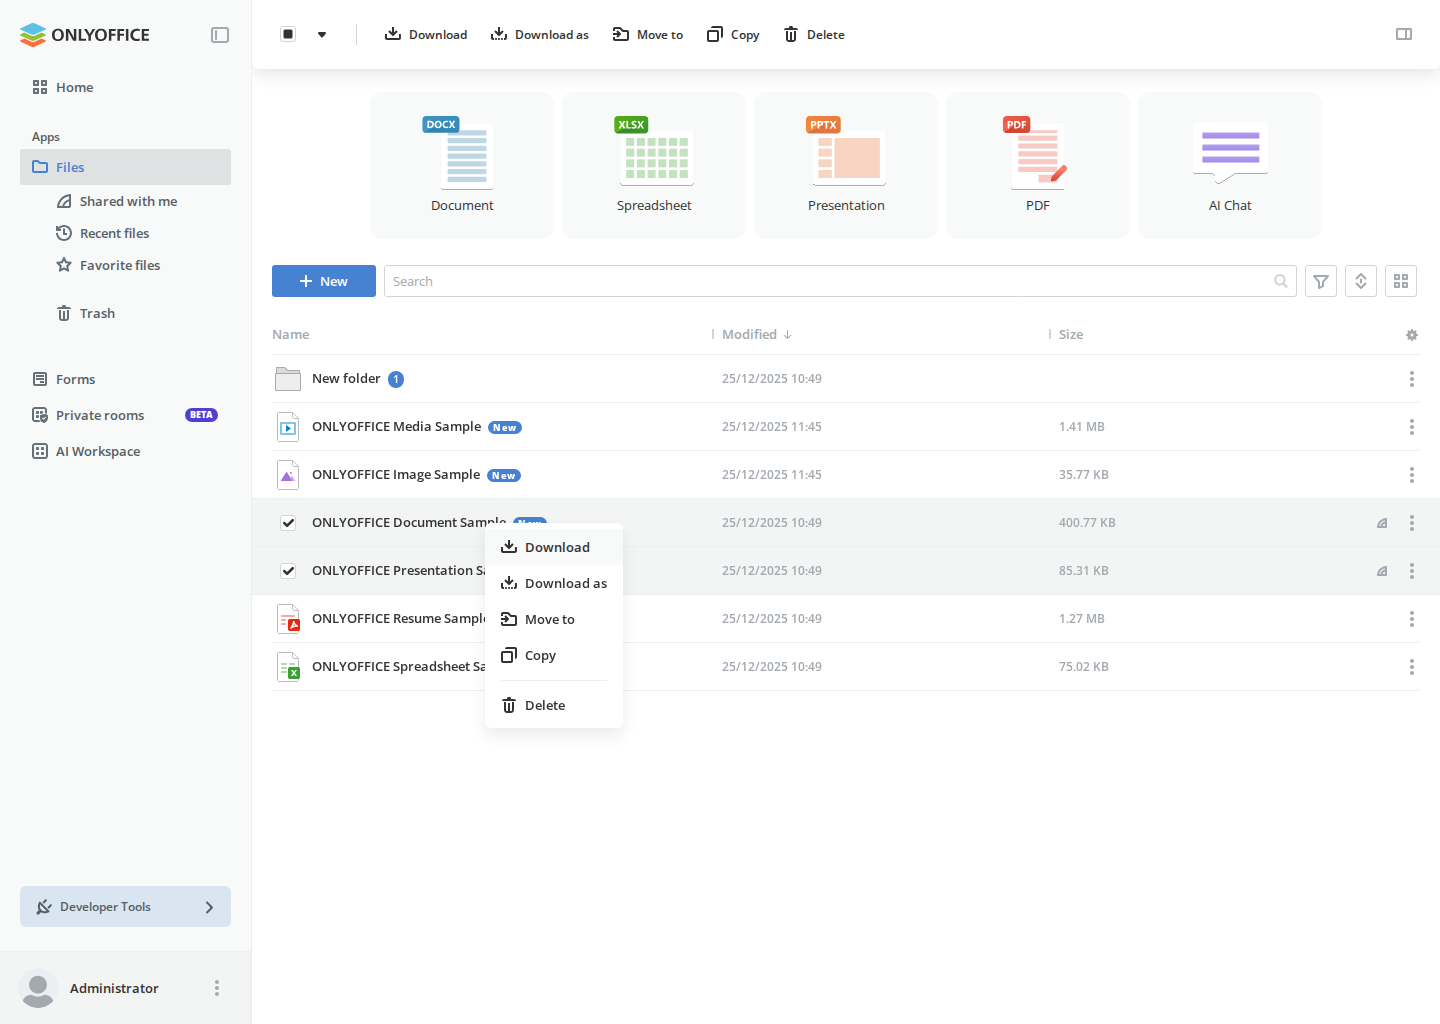 ONLYOFFICE
Download
Download as
Move to
Copy
Delete
Home
Apps
Files
Shared with me
Recent files
Favorite files
Trash
Forms
Private rooms BETA
AI Workspace
Developer Tools
Administrator
DOCX
Document
XLSX
Spreadsheet
PPTX
Presentation
PDF
PDF
AI Chat
New
Search
Name Modified Size
New folder 1 25/12/2025 10:49
ONLYOFFICE Media Sample New 25/12/2025 11:45 1.41 MB
ONLYOFFICE Image Sample New 25/12/2025 11:45 35.77 KB
ONLYOFFICE Document Sample New 25/12/2025 10:49 400.77 KB
ONLYOFFICE Presentation Sa 25/12/2025 10:49 85.31 KB
ONLYOFFICE Resume Sample 25/12/2025 10:49 1.27 MB
ONLYOFFICE Spreadsheet Sa 25/12/2025 10:49 75.02 KB
Download
Download as
Move to
Copy
Delete